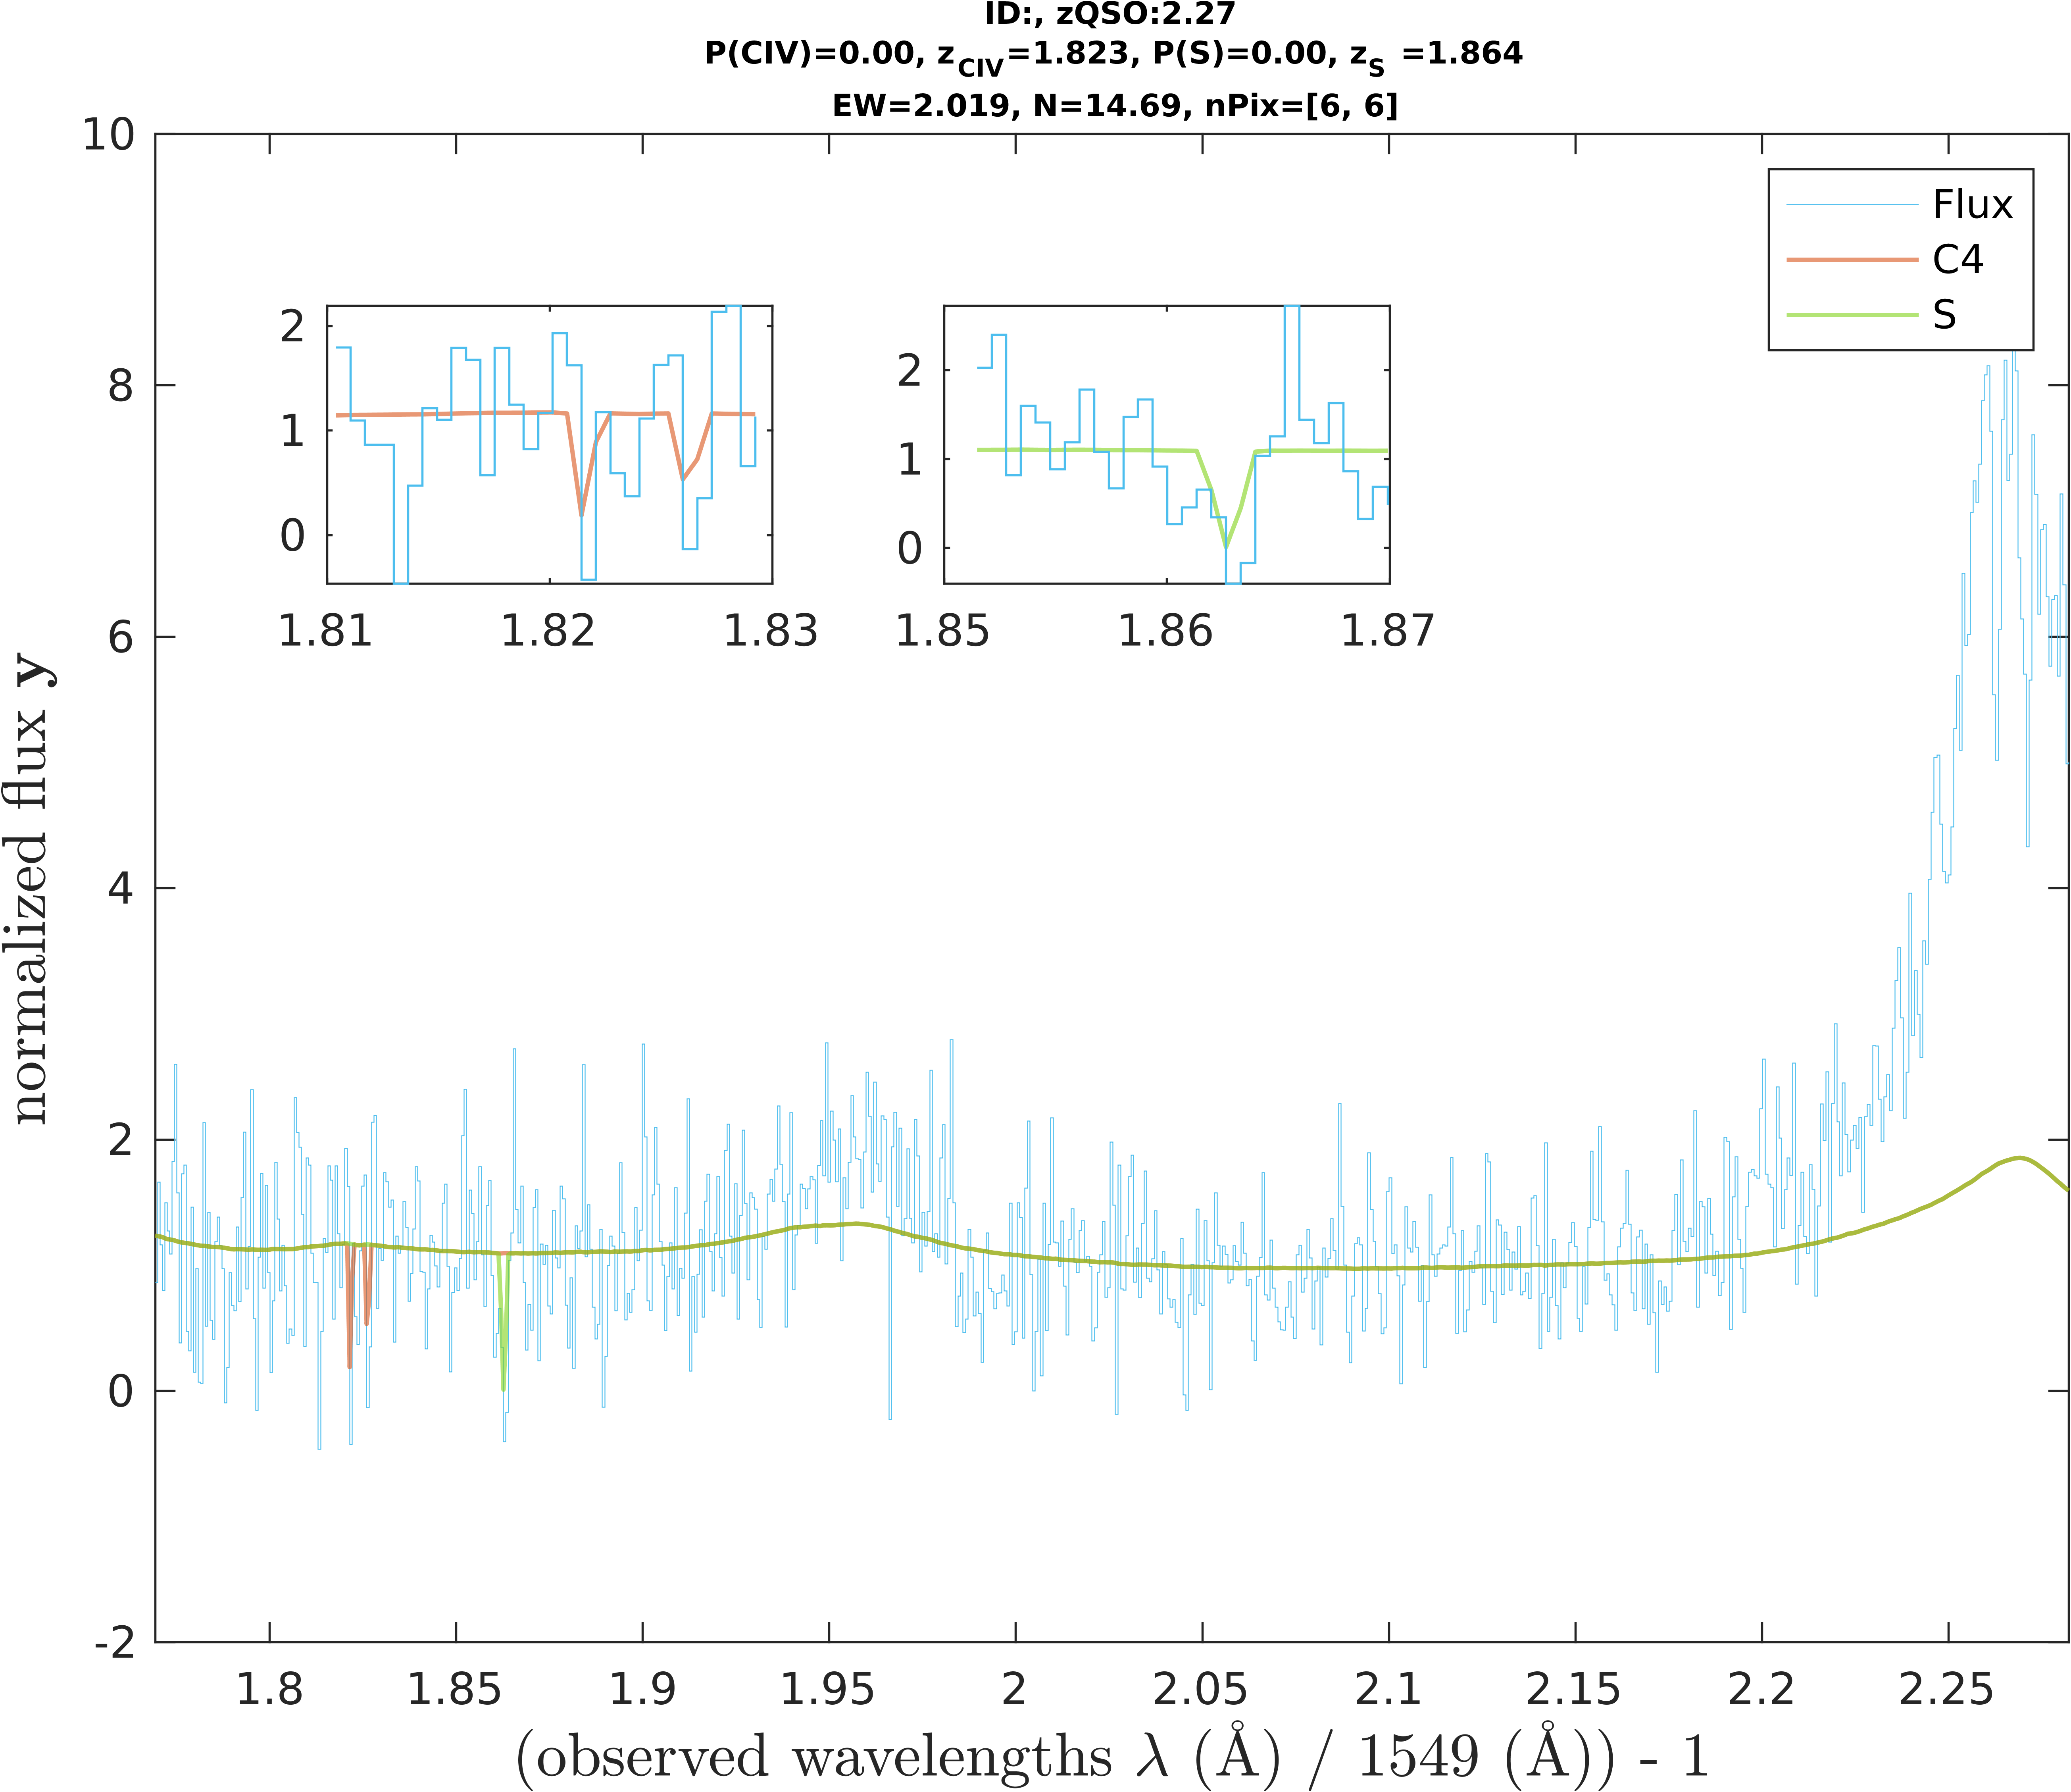 ID:, zQSO:2.27
P(CIV)=0.00, zCIV=1.823, P(S)=0.00, zS =1.864
EW=2.019, N=14.69, nPix=[6, 6]
10
8
6
4
2
0
-2
normalized flux y
Flux
C4
S
2
1
0
1.81 1.82 1.83
2
1
0
1.85 1.86 1.87
1.8 1.85 1.9 1.95 2 2.05 2.1 2.15 2.2 2.25
(observed wavelengths λ (Å) / 1549 (Å)) - 1